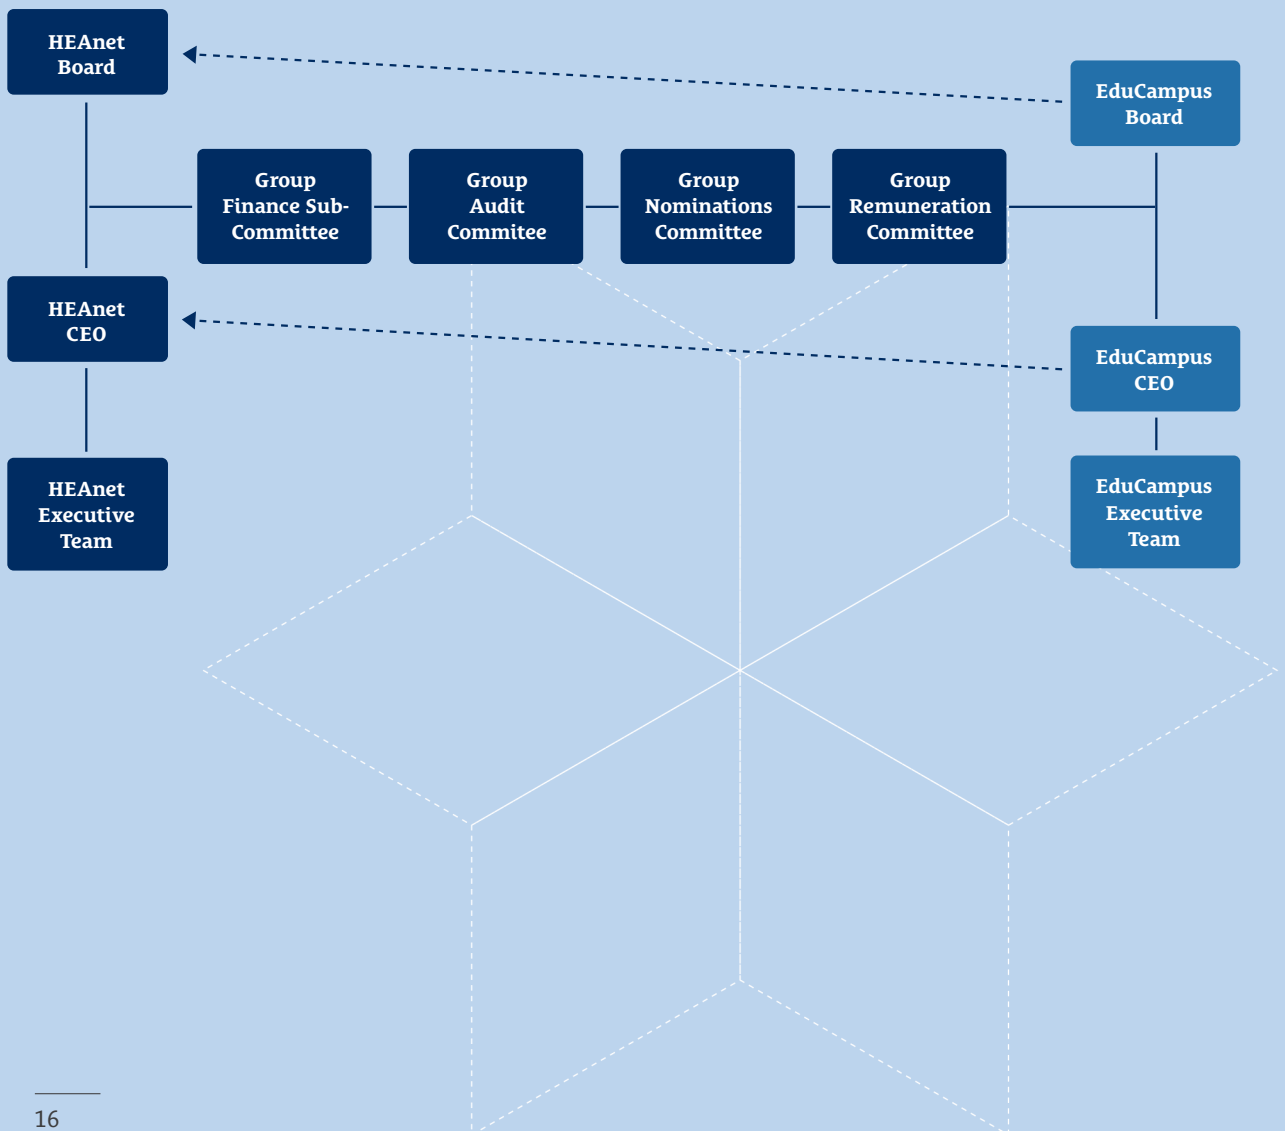 HEAnet
Board
EduCampus
Board
Group
Finance Sub-
Committee
Group
Audit
Commitee
Group
Nominations
Committee
Group
Remuneration
Committee
HEAnet
CEO
EduCampus
CEO
HEAnet
Executive
Team
EduCampus
Executive
Team
16